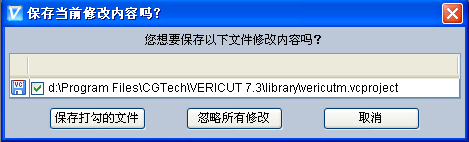 保存当前修改内容吗？
您想要保存以下文件修改内容吗？
VC
d:\Program Files\CGTech\VERICUT 7.3\library\vericutm.vcproject
保存打勾的文件
忽略所有修改
取消